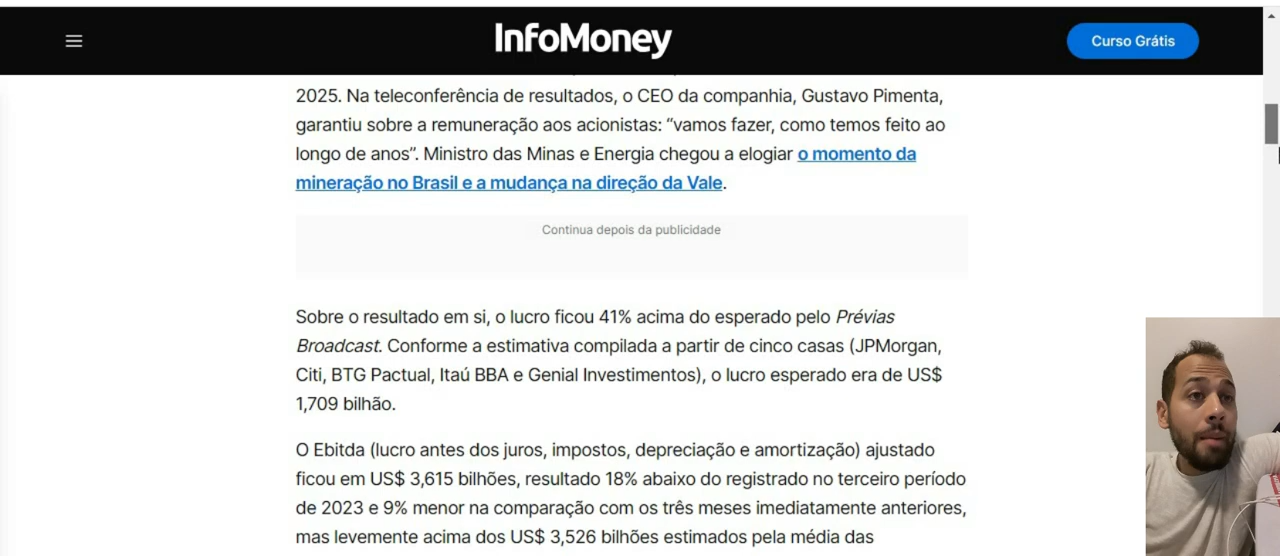 InfoMoney
Curso Grátis
2025. Na teleconferência de resultados, o CEO da companhia, Gustavo Pimenta,
garantiu sobre a remuneração aos acionistas: “vamos fazer, como temos feito ao
longo de anos”. Ministro das Minas e Energia chegou a elogiar o momento da
mineração no Brasil e a mudança na direção da Vale.
Continua depois da publicidade
Sobre o resultado em si, o lucro ficou 41% acima do esperado pelo Prévias
Broadcast. Conforme a estimativa compilada a partir de cinco casas (JPMorgan,
Citi, BTG Pactual, Itaú BBA e Genial Investimentos), o lucro esperado era de US$
1,709 bilhão.
O Ebitda (lucro antes dos juros, impostos, depreciação e amortização) ajustado
ficou em US$ 3,615 bilhões, resultado 18% abaixo do registrado no terceiro período
de 2023 e 9% menor na comparação com os três meses imediatamente anteriores,
mas levemente acima dos US$ 3,526 bilhões estimados pela média das